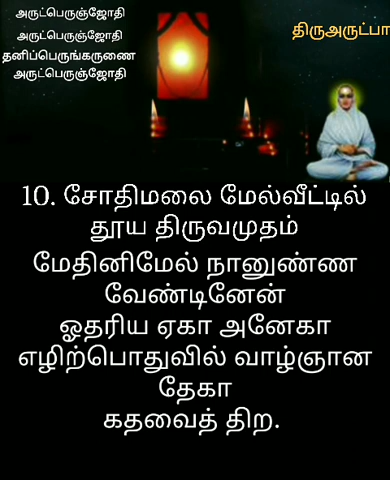 அருட்பெருஞ்ஜோதி
அருட்பெருஞ்ஜோதி
தனிப்பெருங்கருணை
அருட்பெருஞ்ஜோதி
திருஅருட்பா
10. சோதிமலை மேல்வீட்டில்
தூய திருவமுதம்
மேதினிமேல் நானுண்ண
வேண்டினேன்
ஓதரிய ஏகா அனேகா
எழிற்பொதுவில் வாழ்ஞான
தேகா
கதவைத் திற.